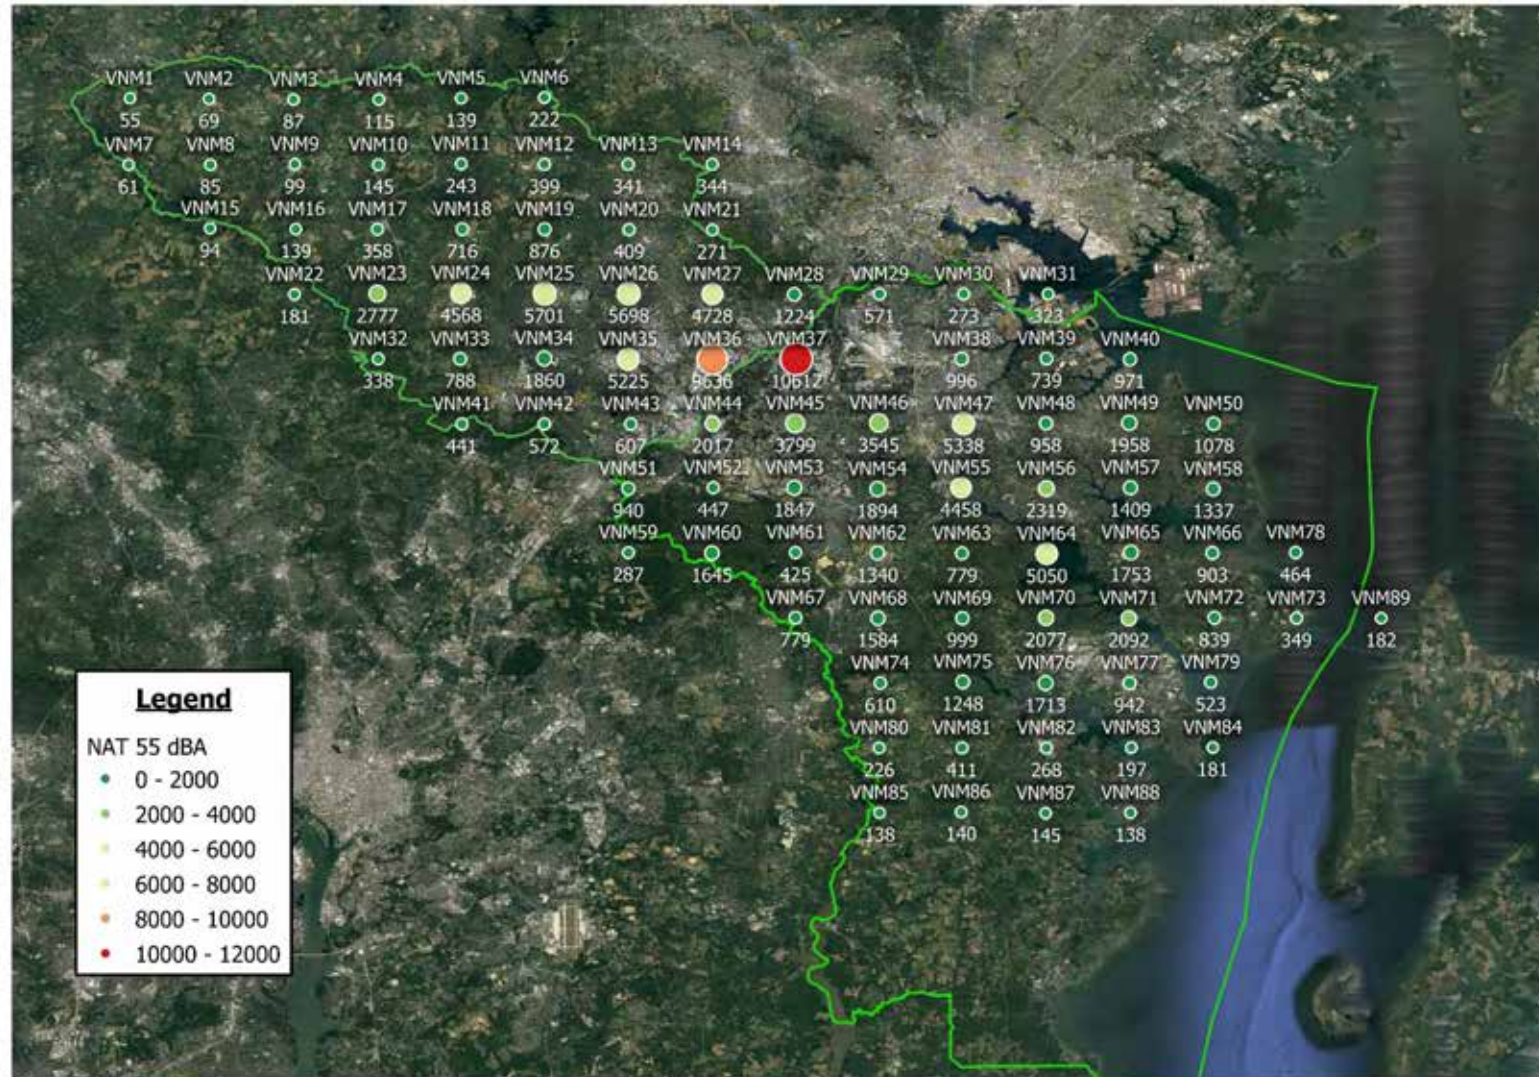 VNM1 VNM2 VNM3 VNM4 VNM5 VNM6
55 69 87 115 139 222
VNM7 VNM8 VNM9 VNM10 VNM11 VNM12 VNM13 VNM14
61 85 99 145 243 399 341 344
VNM15 VNM16 VNM17 VNM18 VNM19 VNM20 VNM21
94 139 358 716 876 409 271
VNM22 VNM23 VNM24 VNM25 VNM26 VNM27 VNM28 VNM29 VNM30 VNM31
181 2777 4568 5701 5698 4728 1224 571 273 323
VNM32 VNM33 VNM34 VNM35 VNM36 VNM37 VNM38 VNM39 VNM40
338 788 1860 5225 9636 10612 996 739 971
VNM41 VNM42 VNM43 VNM44 VNM45 VNM46 VNM47 VNM48 VNM49 VNM50
441 572 607 2017 3799 3545 5338 958 1958 1078
VNM51 VNM52 VNM53 VNM54 VNM55 VNM56 VNM57 VNM58
940 447 1847 1894 4458 2319 1409 1337
VNM59 VNM60 VNM61 VNM62 VNM63 VNM64 VNM65 VNM66 VNM78
287 1645 425 1340 779 5050 1753 903 464
VNM67 VNM68 VNM69 VNM70 VNM71 VNM72 VNM73 VNM89
779 1584 999 2077 2092 839 349 182
VNM74 VNM75 VNM76 VNM77 VNM79
610 1248 1713 942 523
VNM80 VNM81 VNM82 VNM83 VNM84
226 411 268 197 181
VNM85 VNM86 VNM87 VNM88
138 140 145 138
Legend
NAT 55 dBA
0 - 2000
2000 - 4000
4000 - 6000
6000 - 8000
8000 - 10000
10000 - 12000